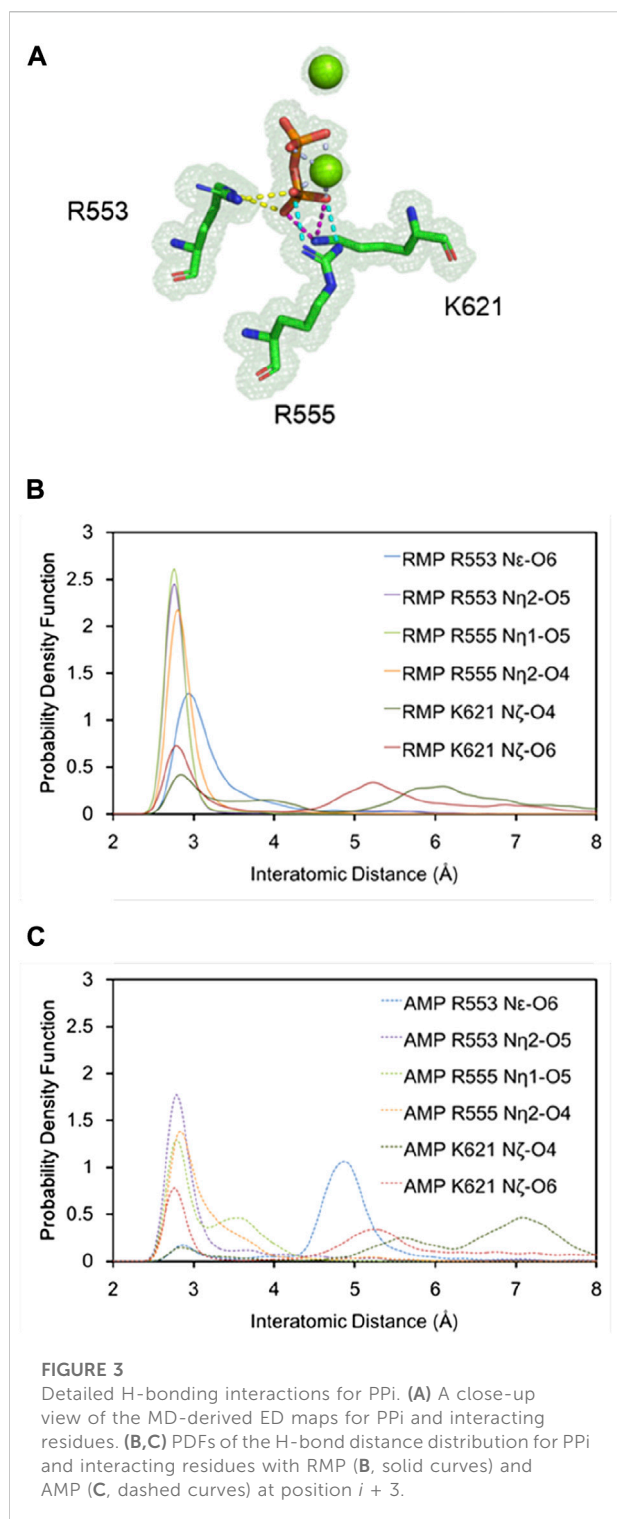 A
R553
K621
R555
B
3
2.5
2
1.5
1
0.5
0
Probability Density Function
RMP R553 Nε-O6
RMP R553 Nη2-O5
RMP R555 Nη1-O5
RMP R555 Nη2-O4
RMP K621 Nζ-O4
RMP K621 Nζ-O6
2 3 4 5 6 7 8
Interatomic Distance (Å)
C
3
2.5
2
1.5
1
0.5
0
Probability Density Function
AMP R553 Nε-O6
AMP R553 Nη2-O5
AMP R555 Nη1-O5
AMP R555 Nη2-O4
AMP K621 Nζ-O4
AMP K621 Nζ-O6
2 3 4 5 6 7 8
Interatomic Distance (Å)
FIGURE 3
Detailed H-bonding interactions for PPi. (A) A close-up
view of the MD-derived ED maps for PPi and interacting
residues. (B,C) PDFs of the H-bond distance distribution for PPi
and interacting residues with RMP (B, solid curves) and
AMP (C, dashed curves) at position i + 3.